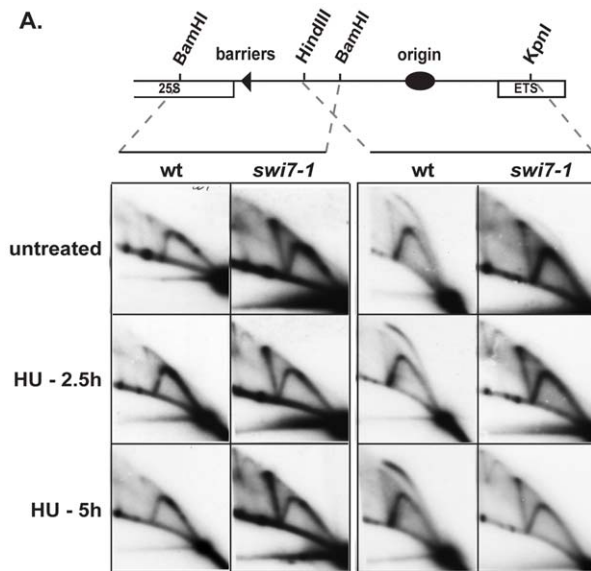 A.
BamHI
barriers
HindIII
BamHI
origin
KpnI
25S
ETS
wt
swi7-1
wt
swi7-1
untreated
HU - 2.5h
HU - 5h